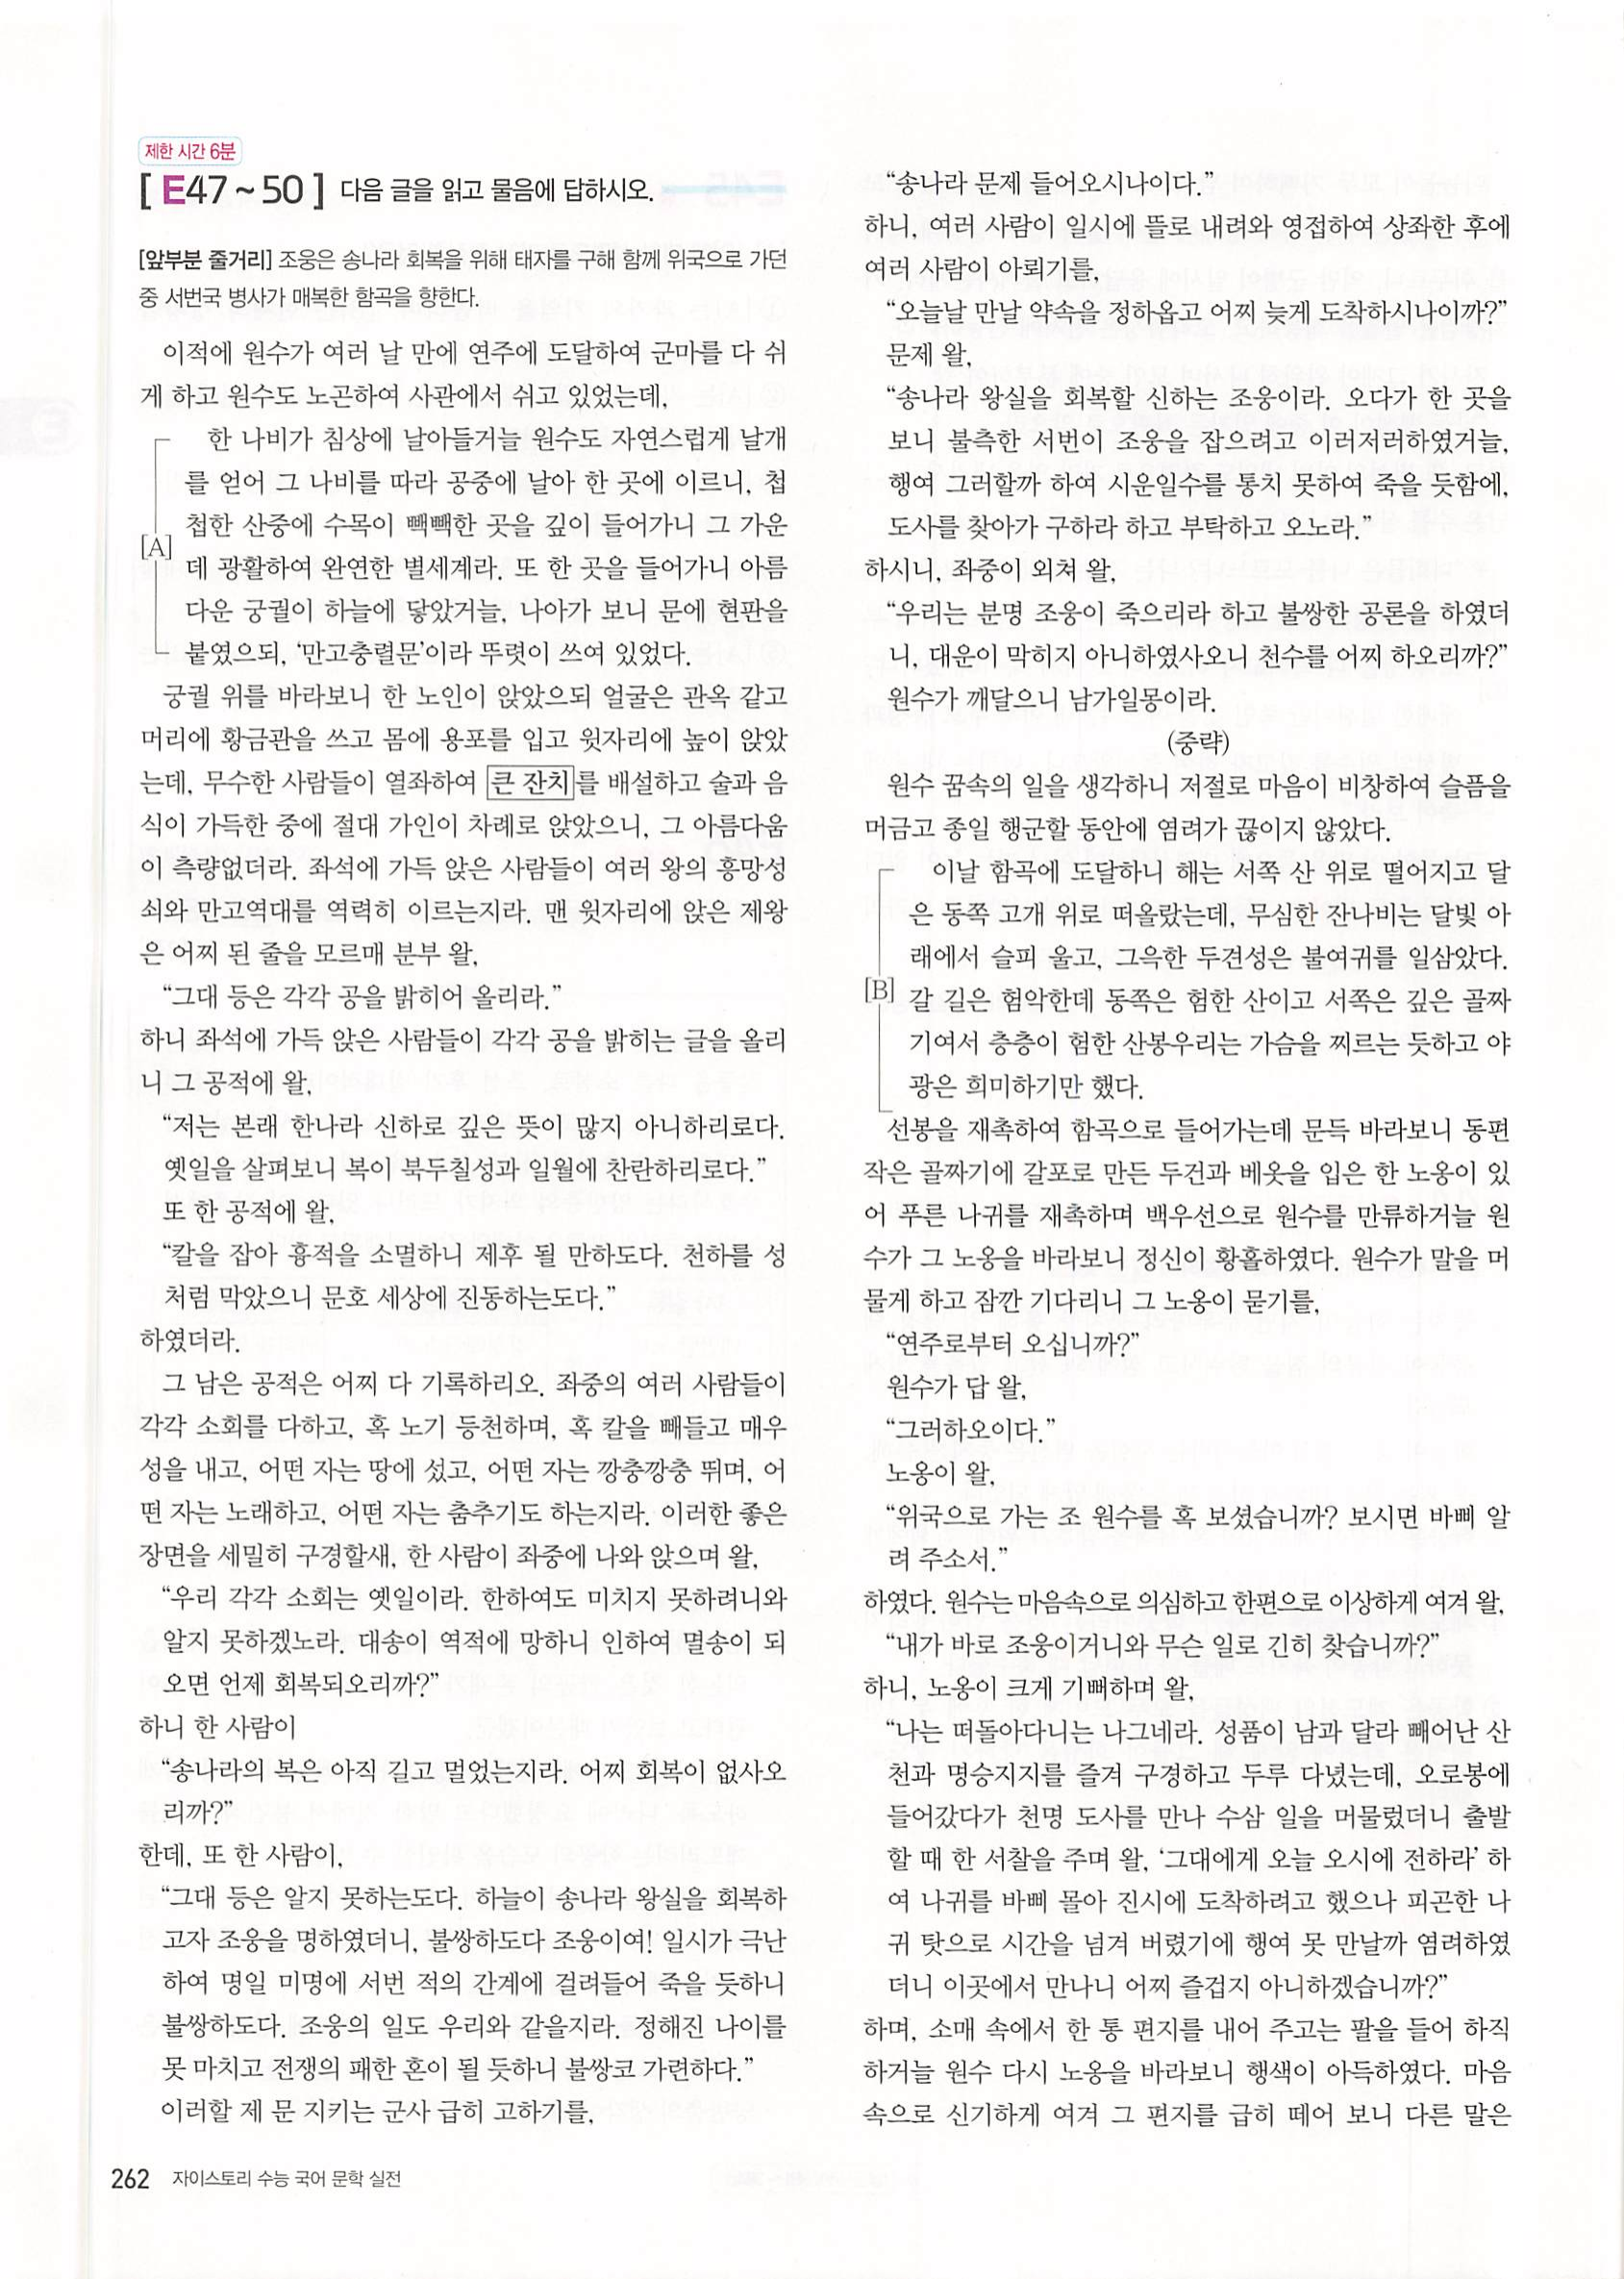 제한 시간 6분
[ E47~50 ] 다음 글을 읽고 물음에 답하시오.
[앞부분 줄거리] 조웅은 송나라 회복을 위해 태자를 구해 함께 위국으로 가던
중 서번국 병사가 매복한 함곡을 향한다.
이적에 원수가 여러 날 만에 연주에 도달하여 군마를 다 쉬
게 하고 원수도 노곤하여 사관에서 쉬고 있었는데,
한 나비가 침상에 날아들거늘 원수도 자연스럽게 날개
를 얻어 그 나비를 따라 공중에 날아 한 곳에 이르니, 첩
첩한 산중에 수목이 빽빽한 곳을 깊이 들어가니 그 가운
[A]
데 광활하여 완연한 별세계라. 또 한 곳을 들어가니 아름
다운 궁궐이 하늘에 닿았거늘, 나아가 보니 문에 현판을
붙였으되, ‘만고충렬문’이라 뚜렷이 쓰여 있었다.
궁궐 위를 바라보니 한 노인이 앉았으되 얼굴은 관옥 같고
머리에 황금관을 쓰고 몸에 용포를 입고 윗자리에 높이 앉았
는데, 무수한 사람들이 열좌하여 큰 잔치를 배설하고 술과 음
식이 가득한 중에 절대 가인이 차례로 앉았으니, 그 아름다움
이 측량없더라. 좌석에 가득 앉은 사람들이 여러 왕의 흥망성
쇠와 만고역대를 역력히 이르는지라. 맨 윗자리에 앉은 제왕
은 어찌 된 줄을 모르매 분부 왈,
“그대 등은 각각 공을 밝히어 올리라.”
하니 좌석에 가득 앉은 사람들이 각각 공을 밝히는 글을 올리
니 그 공적에 왈,
“저는 본래 한나라 신하로 깊은 뜻이 많지 아니하리로다.
옛일을 살펴보니 복이 북두칠성과 일월에 찬란하리로다.”
또 한 공적에 왈,
“칼을 잡아 흉적을 소멸하니 제후 될 만하도다. 천하를 성
처럼 막았으니 문호 세상에 진동하는도다.”
하였더라.
그 남은 공적은 어찌 다 기록하리오. 좌중의 여러 사람들이
각각 소회를 다하고, 혹 노기 등천하며, 혹 칼을 빼들고 매우
성을 내고, 어떤 자는 땅에 섰고, 어떤 자는 깡충깡충 뛰며, 어
떤 자는 노래하고, 어떤 자는 춤추기도 하는지라. 이러한 좋은
장면을 세밀히 구경할새, 한 사람이 좌중에 나와 앉으며 왈,
“우리 각각 소회는 옛일이라. 한하여도 미치지 못하려니와
알지 못하겠노라. 대송이 역적에 망하니 인하여 멸송이 되
오면 언제 회복되오리까?”
하니 한 사람이
“송나라의 복은 아직 길고 멀었는지라. 어찌 회복이 없사오
리까?”
한데, 또 한 사람이,
“그대 등은 알지 못하는도다. 하늘이 송나라 왕실을 회복하
고자 조웅을 명하였더니, 불쌍하도다 조웅이여! 일시가 극난
하여 명일 미명에 서번 적의 간계에 걸려들어 죽을 듯하니
불쌍하도다. 조웅의 일도 우리와 같을지라. 정해진 나이를
못 마치고 전쟁의 패한 혼이 될 듯하니 불쌍코 가련하다.”
이러할 제 문 지키는 군사 급히 고하기를,
“송나라 문제 들어오시나이다.”
하니, 여러 사람이 일시에 뜰로 내려와 영접하여 상좌한 후에
여러 사람이 아뢰기를,
“오늘날 만날 약속을 정하옵고 어찌 늦게 도착하시나이까?”
문제 왈,
“송나라 왕실을 회복할 신하는 조웅이라. 오다가 한 곳을
보니 불측한 서번이 조웅을 잡으려고 이러저러하였거늘,
행여 그러할까 하여 시운일수를 통치 못하여 죽을 듯함에,
도사를 찾아가 구하라 하고 부탁하고 오노라.”
하시니, 좌중이 외쳐 왈,
“우리는 분명 조웅이 죽으리라 하고 불쌍한 공론을 하였더
니, 대운이 막히지 아니하였사오니 천수를 어찌 하오리까?”
원수가 깨달으니 남가일몽이라.
(중략)
원수 꿈속의 일을 생각하니 저절로 마음이 비창하여 슬픔을
머금고 종일 행군할 동안에 염려가 끊이지 않았다.
이날 함곡에 도달하니 해는 서쪽 산 위로 떨어지고 달
은 동쪽 고개 위로 떠올랐는데, 무심한 잔나비는 달빛 아
래에서 슬피 울고, 그윽한 두견성은 불여귀를 일삼았다.
[B]
갈 길은 험악한데 동쪽은 험한 산이고 서쪽은 깊은 골짜
기여서 층층이 험한 산봉우리는 가슴을 찌르는 듯하고 야
광은 희미하기만 했다.
선봉을 재촉하여 함곡으로 들어가는데 문득 바라보니 동편
작은 골짜기에 갈포로 만든 두건과 베옷을 입은 한 노옹이 있
어 푸른 나귀를 재촉하며 백우선으로 원수를 만류하거늘 원
수가 그 노옹을 바라보니 정신이 황홀하였다. 원수가 말을 머
물게 하고 잠깐 기다리니 그 노옹이 묻기를,
“연주로부터 오십니까?”
원수가 답 왈,
“그러하오이다.”
노옹이 왈,
“위국으로 가는 조 원수를 혹 보셨습니까? 보시면 바삐 알
려 주소서.”
하였다. 원수는 마음속으로 의심하고 한편으로 이상하게 여겨 왈,
“내가 바로 조웅이거니와 무슨 일로 긴히 찾습니까?”
하니, 노옹이 크게 기뻐하며 왈,
“나는 떠돌아다니는 나그네라. 성품이 남과 달라 빼어난 산
천과 명승지지를 즐겨 구경하고 두루 다녔는데, 오로봉에
들어갔다가 천명 도사를 만나 수삼 일을 머물렀더니 출발
할 때 한 서찰을 주며 왈, ‘그대에게 오늘 오시에 전하라’ 하
여 나귀를 바삐 몰아 진시에 도착하려고 했으나 피곤한 나
귀 탓으로 시간을 넘겨 버렸기에 행여 못 만날까 염려하였
더니 이곳에서 만나니 어찌 즐겁지 아니하겠습니까?”
하며, 소매 속에서 한 통 편지를 내어 주고는 팔을 들어 하직
하거늘 원수 다시 노옹을 바라보니 행색이 아득하였다. 마음
속으로 신기하게 여겨 그 편지를 급히 떼어 보니 다른 말은
262 자이스토리 수능 국어 문학 실전